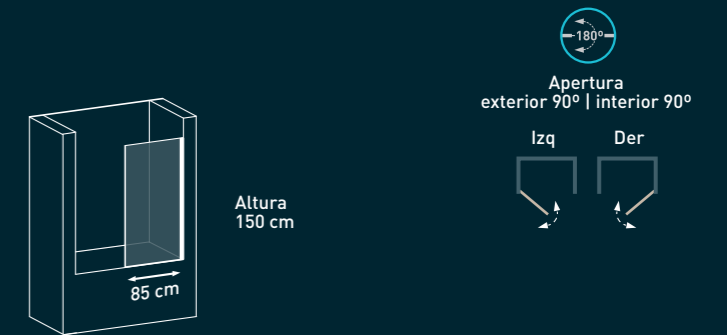 180º
Apertura
exterior 90º | interior 90º
Izq
Der
Altura
150 cm
85 cm